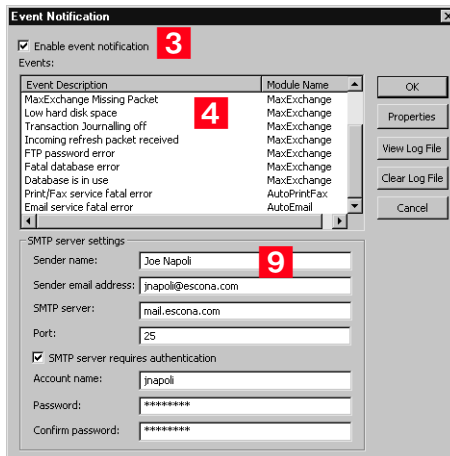 Event Notification
Enable event notification 3
Events:
Event Description Module Name
MaxExchange Missing Packet MaxExchange
Low hard disk space MaxExchange
Transaction Journalling off MaxExchange
Incoming refresh packet received MaxExchange
FTP password error MaxExchange
Fatal database error MaxExchange
Database is in use MaxExchange
Print/Fax service fatal error AutoPrintFax
Email service fatal error AutoEmail
4
OK
Properties
View Log File
Clear Log File
Cancel
SMTP server settings
Sender name: Joe Napoli 9
Sender email address: jnapoli@escona.com
SMTP server: mail.escona.com
Port: 25
SMTP server requires authentication
Account name: jnapoli
Password: ********
Confirm password: ********